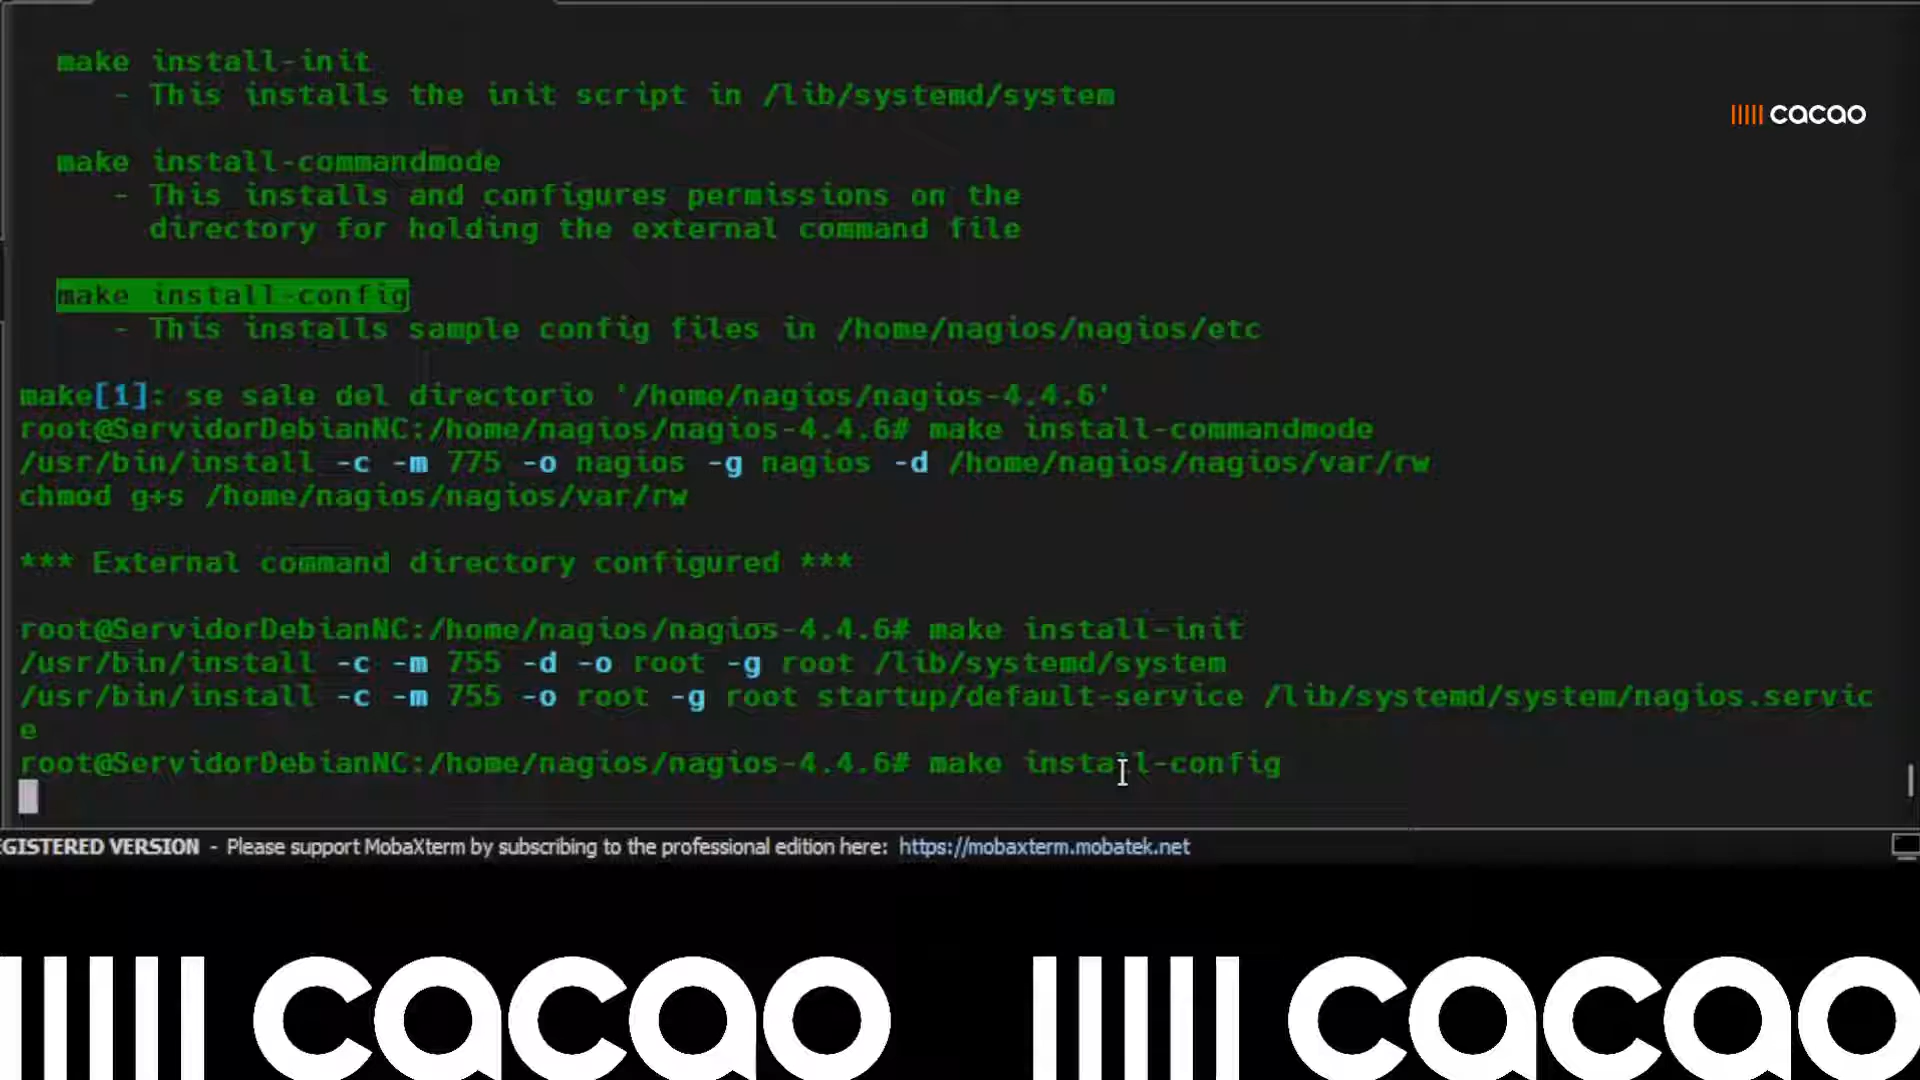 make install-init
- This installs the init script in /lib/systemd/system
cacao
make install-commandmode
- This installs and configures permissions on the
directory for holding the external command file
make install-config
- This installs sample config files in /home/nagios/nagios/etc
make[1]: se sale del directorio '/home/nagios/nagios-4.4.6'
root@ServidorDebianNC:/home/nagios/nagios-4.4.6# make install-commandmode
/usr/bin/install -c -m 775 -o nagios -g nagios -d /home/nagios/nagios/var/rw
chmod g+s /home/nagios/nagios/var/rw
*** External command directory configured ***
root@ServidorDebianNC:/home/nagios/nagios-4.4.6# make install-init
/usr/bin/install -c -m 755 -d -o root -g root /lib/systemd/system
/usr/bin/install -c -m 755 -o root -g root startup/default-service /lib/systemd/system/nagios.servic
e
root@ServidorDebianNC:/home/nagios/nagios-4.4.6# make install-config
GISTERED VERSION - Please support MobaXterm by subscribing to the professional edition here: https://mobaxterm.mobatek.net
cacao cacao